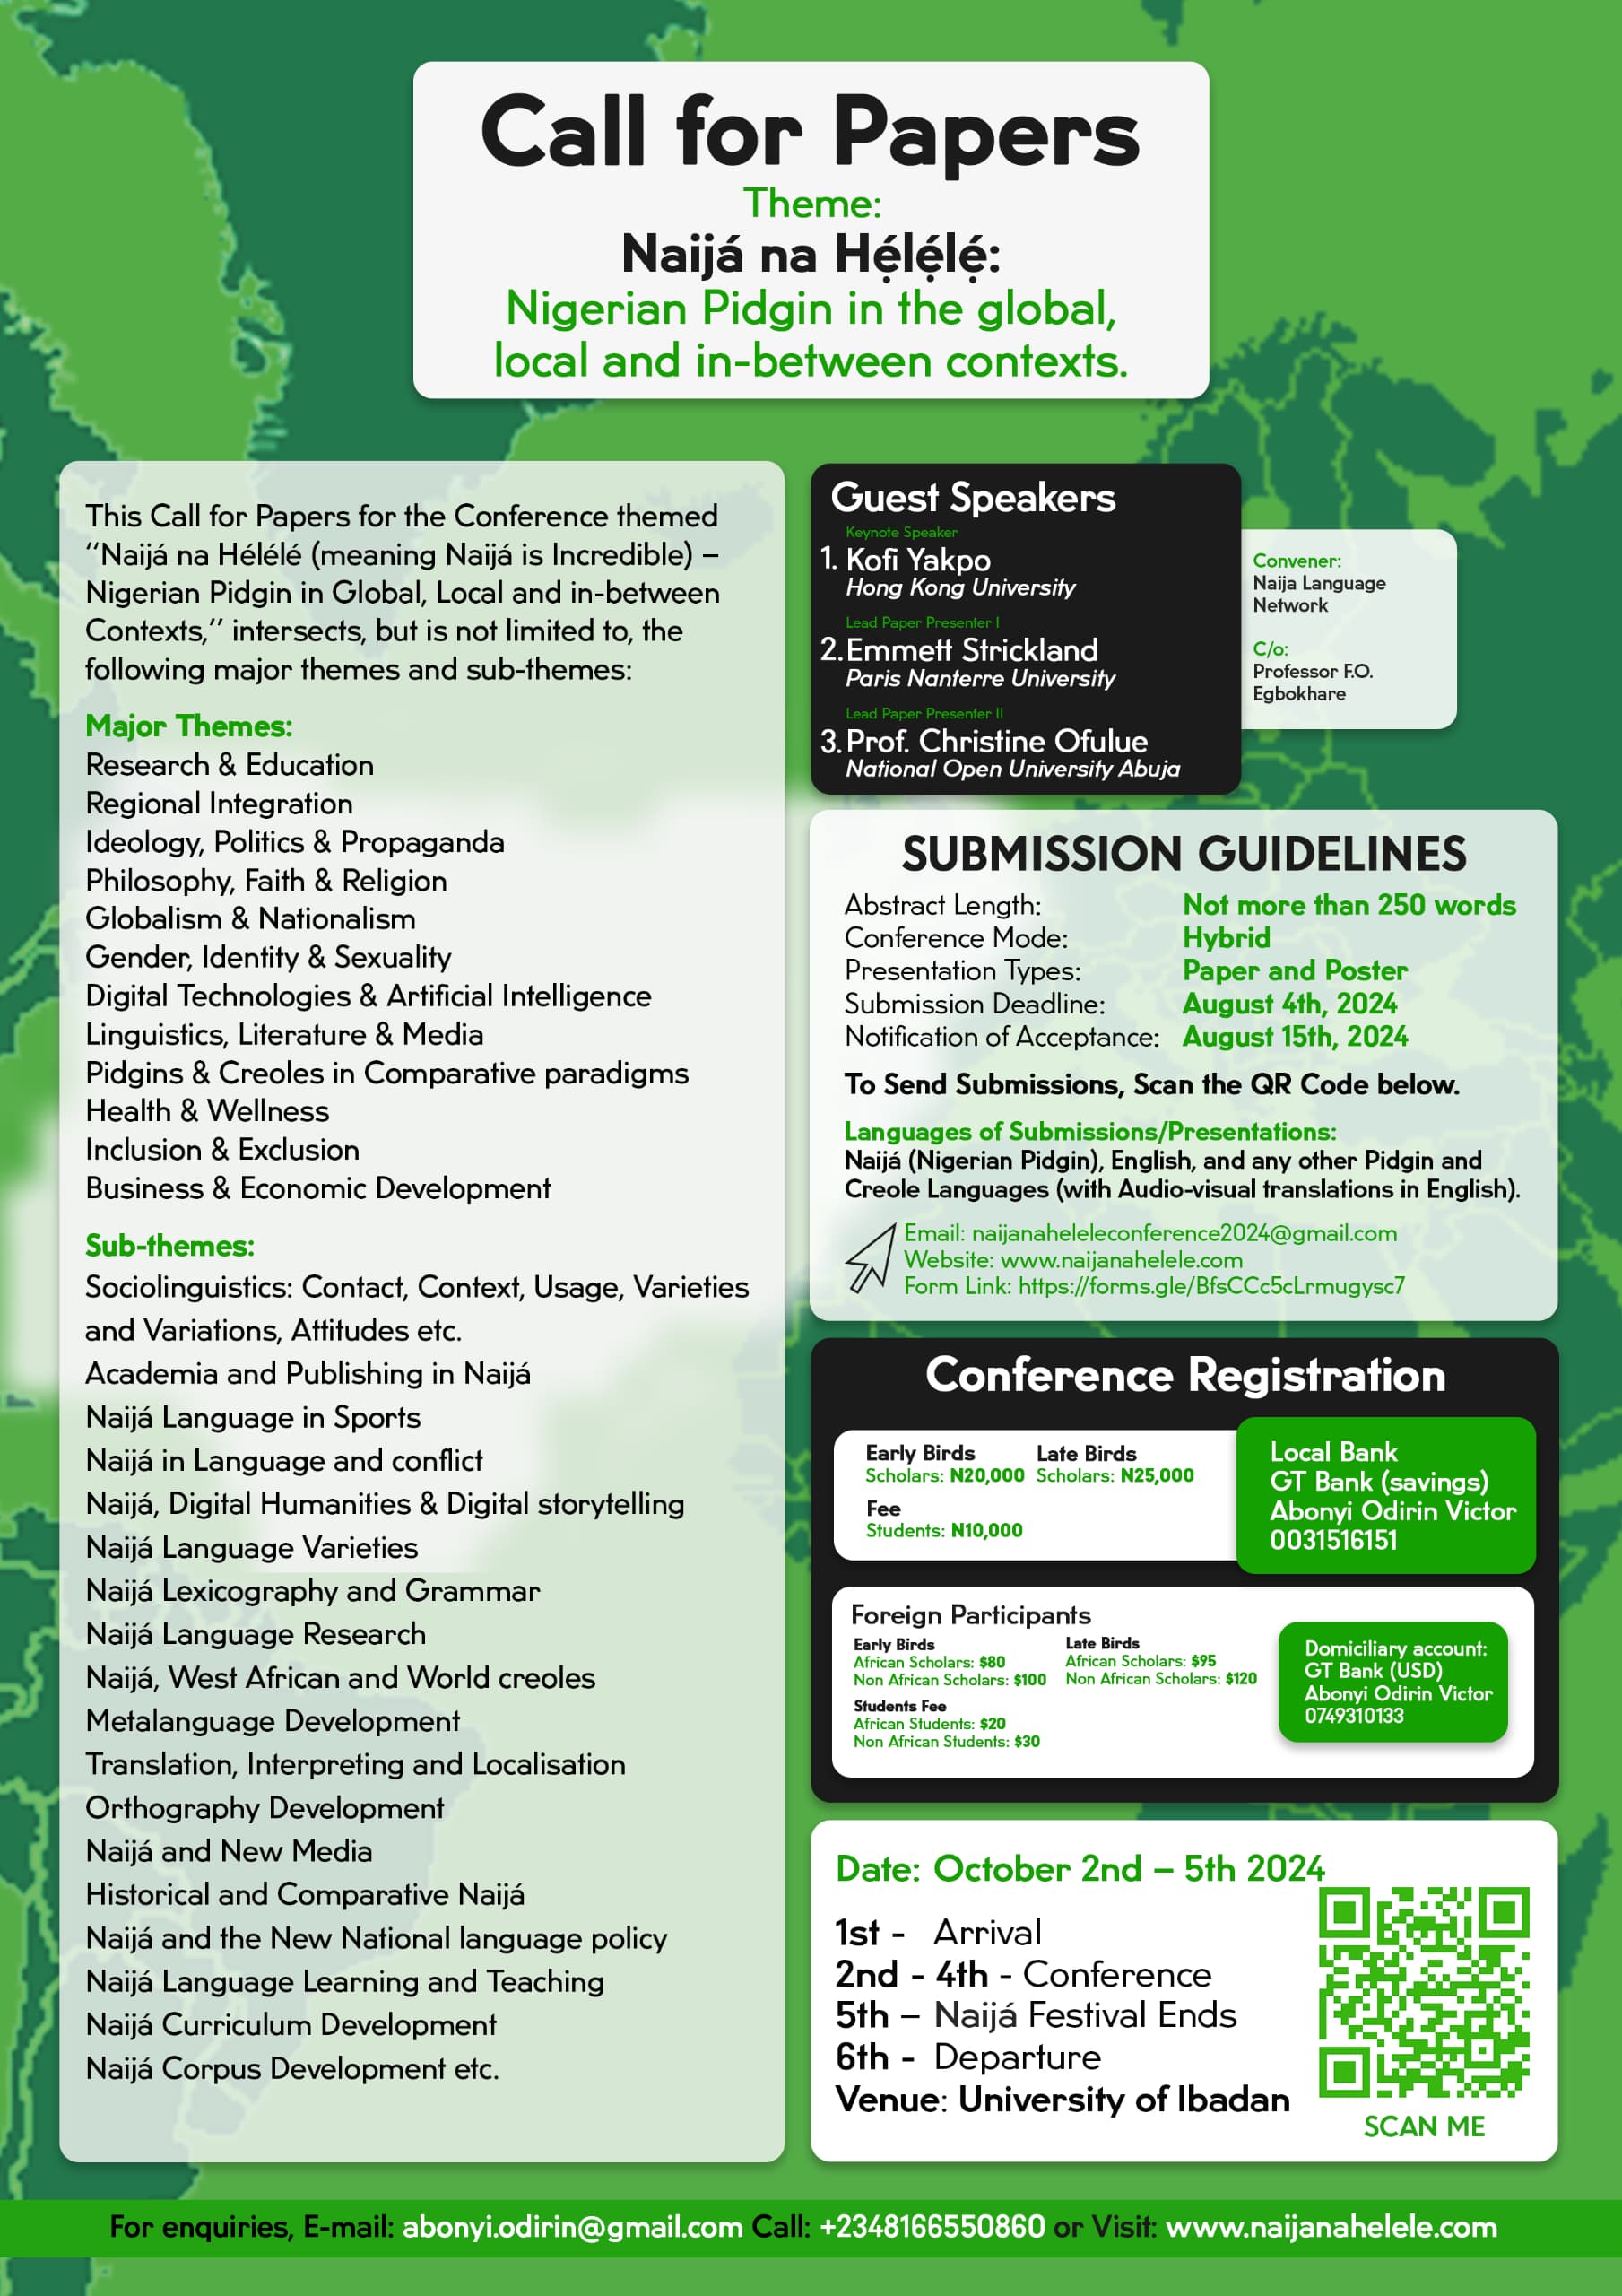 Call for Papers
Theme:
Naijá na Hẹ́lẹ́lẹ́:
Nigerian Pidgin in the global,
local and in-between contexts.
This Call for Papers for the Conference themed
“Naijá na Hélélé (meaning Naijá is Incredible) –
Nigerian Pidgin in Global, Local and in-between
Contexts,” intersects, but is not limited to, the
following major themes and sub-themes:
Major Themes:
Research & Education
Regional Integration
Ideology, Politics & Propaganda
Philosophy, Faith & Religion
Globalism & Nationalism
Gender, Identity & Sexuality
Digital Technologies & Artificial Intelligence
Linguistics, Literature & Media
Pidgins & Creoles in Comparative paradigms
Health & Wellness
Inclusion & Exclusion
Business & Economic Development
Sub-themes:
Sociolinguistics: Contact, Context, Usage, Varieties
and Variations, Attitudes etc.
Academia and Publishing in Naijá
Naijá Language in Sports
Naijá in Language and conflict
Naijá, Digital Humanities & Digital storytelling
Naijá Language Varieties
Naijá Lexicography and Grammar
Naijá Language Research
Naijá, West African and World creoles
Metalanguage Development
Translation, Interpreting and Localisation
Orthography Development
Naijá and New Media
Historical and Comparative Naijá
Naijá and the New National language policy
Naijá Language Learning and Teaching
Naijá Curriculum Development
Naijá Corpus Development etc.
Guest Speakers
Keynote Speaker
1. Kofi Yakpo
Hong Kong University
Lead Paper Presenter I
2. Emmett Strickland
Paris Nanterre University
Lead Paper Presenter II
3. Prof. Christine Ofulue
National Open University Abuja
Convener:
Naija Language
Network
C/o:
Professor F.O.
Egbokhare
SUBMISSION GUIDELINES
Abstract Length: Not more than 250 words
Conference Mode: Hybrid
Presentation Types: Paper and Poster
Submission Deadline: August 4th, 2024
Notification of Acceptance: August 15th, 2024
To Send Submissions, Scan the QR Code below.
Languages of Submissions/Presentations:
Naijá (Nigerian Pidgin), English, and any other Pidgin and
Creole Languages (with Audio-visual translations in English).
Email: naijanaheleleconference2024@gmail.com
Website: www.naijanahelele.com
Form Link: https://forms.gle/BfsCCc5cLrmugysc7
Conference Registration
Early Birds Late Birds
Scholars: N20,000 Scholars: N25,000
Fee
Students: N10,000
Local Bank
GT Bank (savings)
Abonyi Odirin Victor
0031516151
Foreign Participants
Early Birds Late Birds
African Scholars: $80 African Scholars: $95
Non African Scholars: $100 Non African Scholars: $120
Students Fee
African Students: $20
Non African Students: $30
Domiciliary account:
GT Bank (USD)
Abonyi Odirin Victor
0749310133
Date: October 2nd – 5th 2024
1st - Arrival
2nd - 4th - Conference
5th – Naijá Festival Ends
6th - Departure
Venue: University of Ibadan
SCAN ME
For enquiries, E-mail: abonyi.odirin@gmail.com Call: +2348166550860 or Visit: www.naijanahelele.com